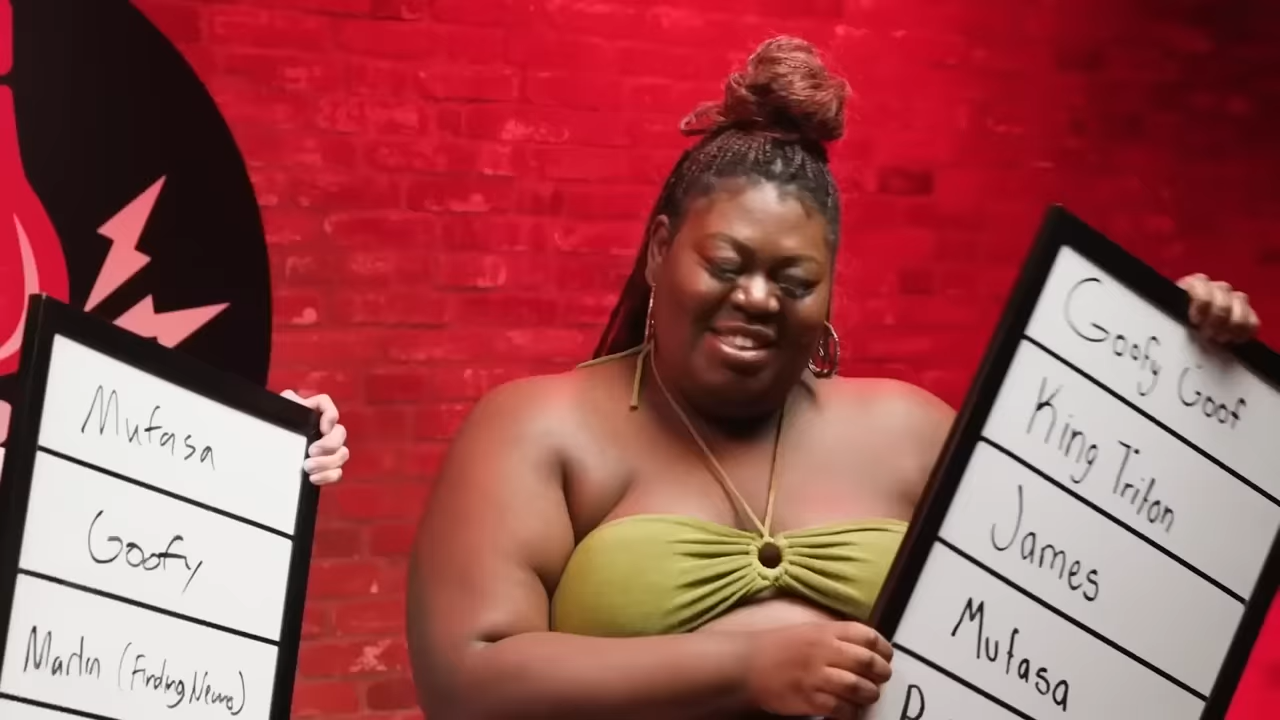 Mufasa
Goofy
Marlin (Finding Nemo)
Goofy Goof
King Triton
James
Mufasa